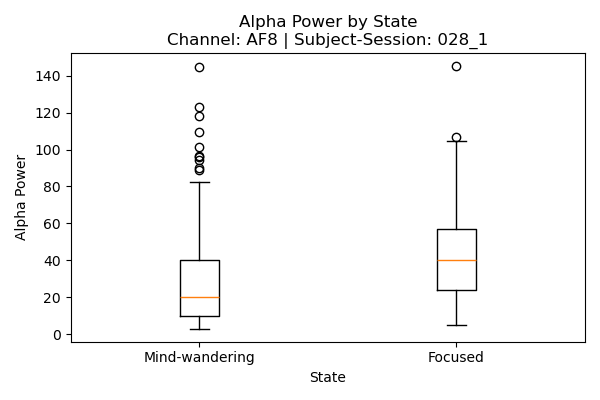 Alpha Power by State
Channel: AF8 | Subject-Session: 028_1
Alpha Power
140
120
100
80
60
40
20
0
Mind-wandering
Focused
State